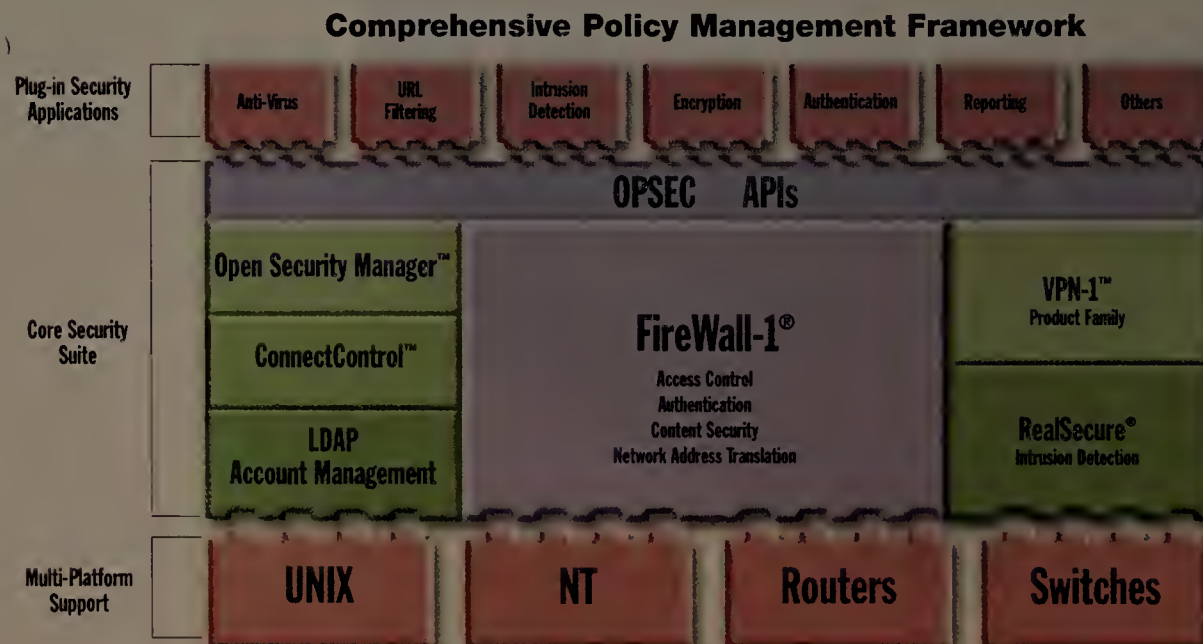 Comprehensive Policy Management Framework
Plug-in Security
Applications
Anti-Virus
URL
Filtering
Intrusion
Detection
Encryption
Authentication
Reporting
Others
Core Security
Suite
OPSEC APIs
Open Security Manager™
ConnectControl™
LDAP
Account Management
FireWall-1®
Access Control
Authentication
Content Security
Network Address Translation
VPN-1™
Product Family
RealSecure®
Intrusion Detection
Multi-Platform
Support
UNIX
NT
Routers
Switches